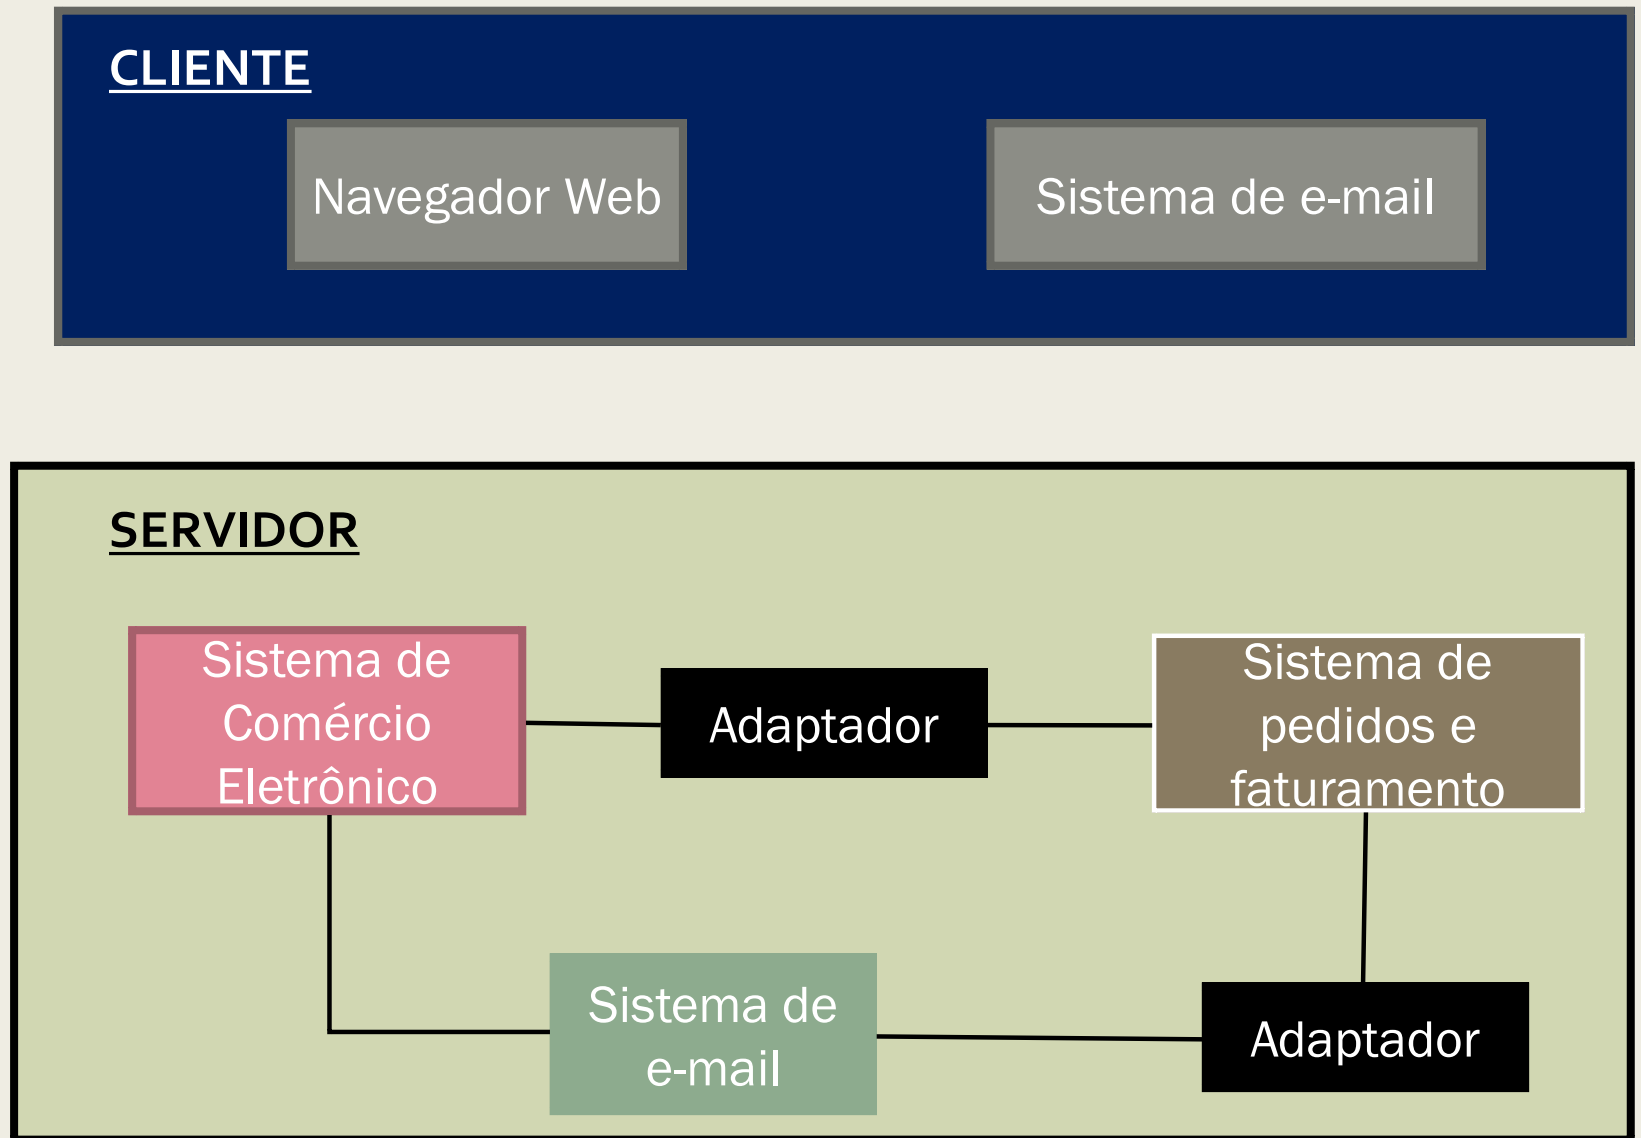 CLIENTE
Navegador Web
Sistema de e-mail
SERVIDOR
Sistema de
Comércio
Eletrônico
Adaptador
Sistema de
pedidos e
faturamento
Sistema de
e-mail
Adaptador